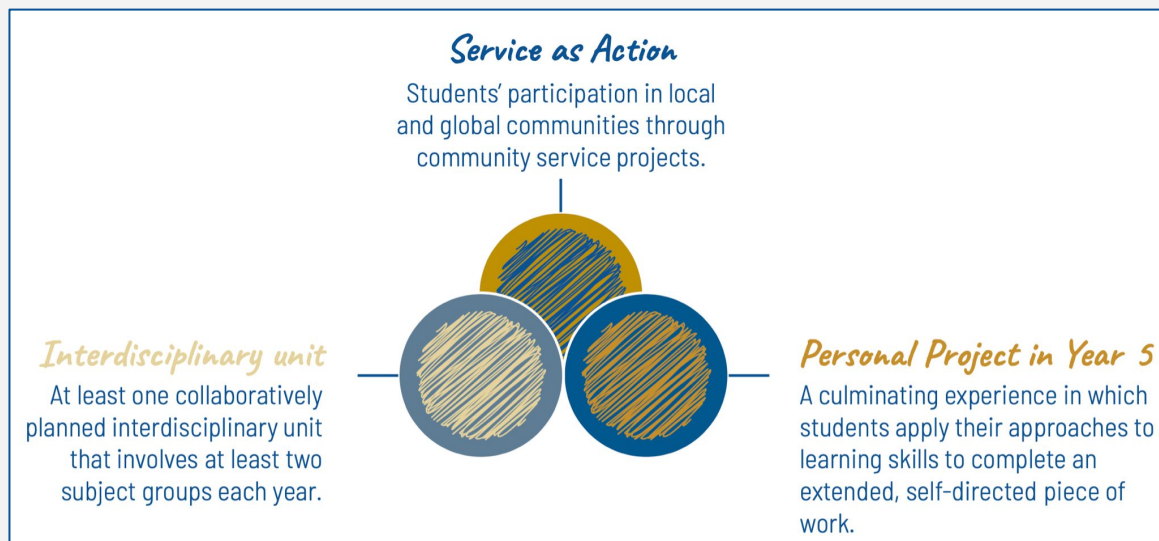 Service as Action
Students’ participation in local
and global communities through
community service projects.
Interdisciplinary unit
At least one collaboratively
planned interdisciplinary unit
that involves at least two
subject groups each year.
Personal Project in Year 5
A culminating experience in which
students apply their approaches to
learning skills to complete an
extended, self-directed piece of
work.